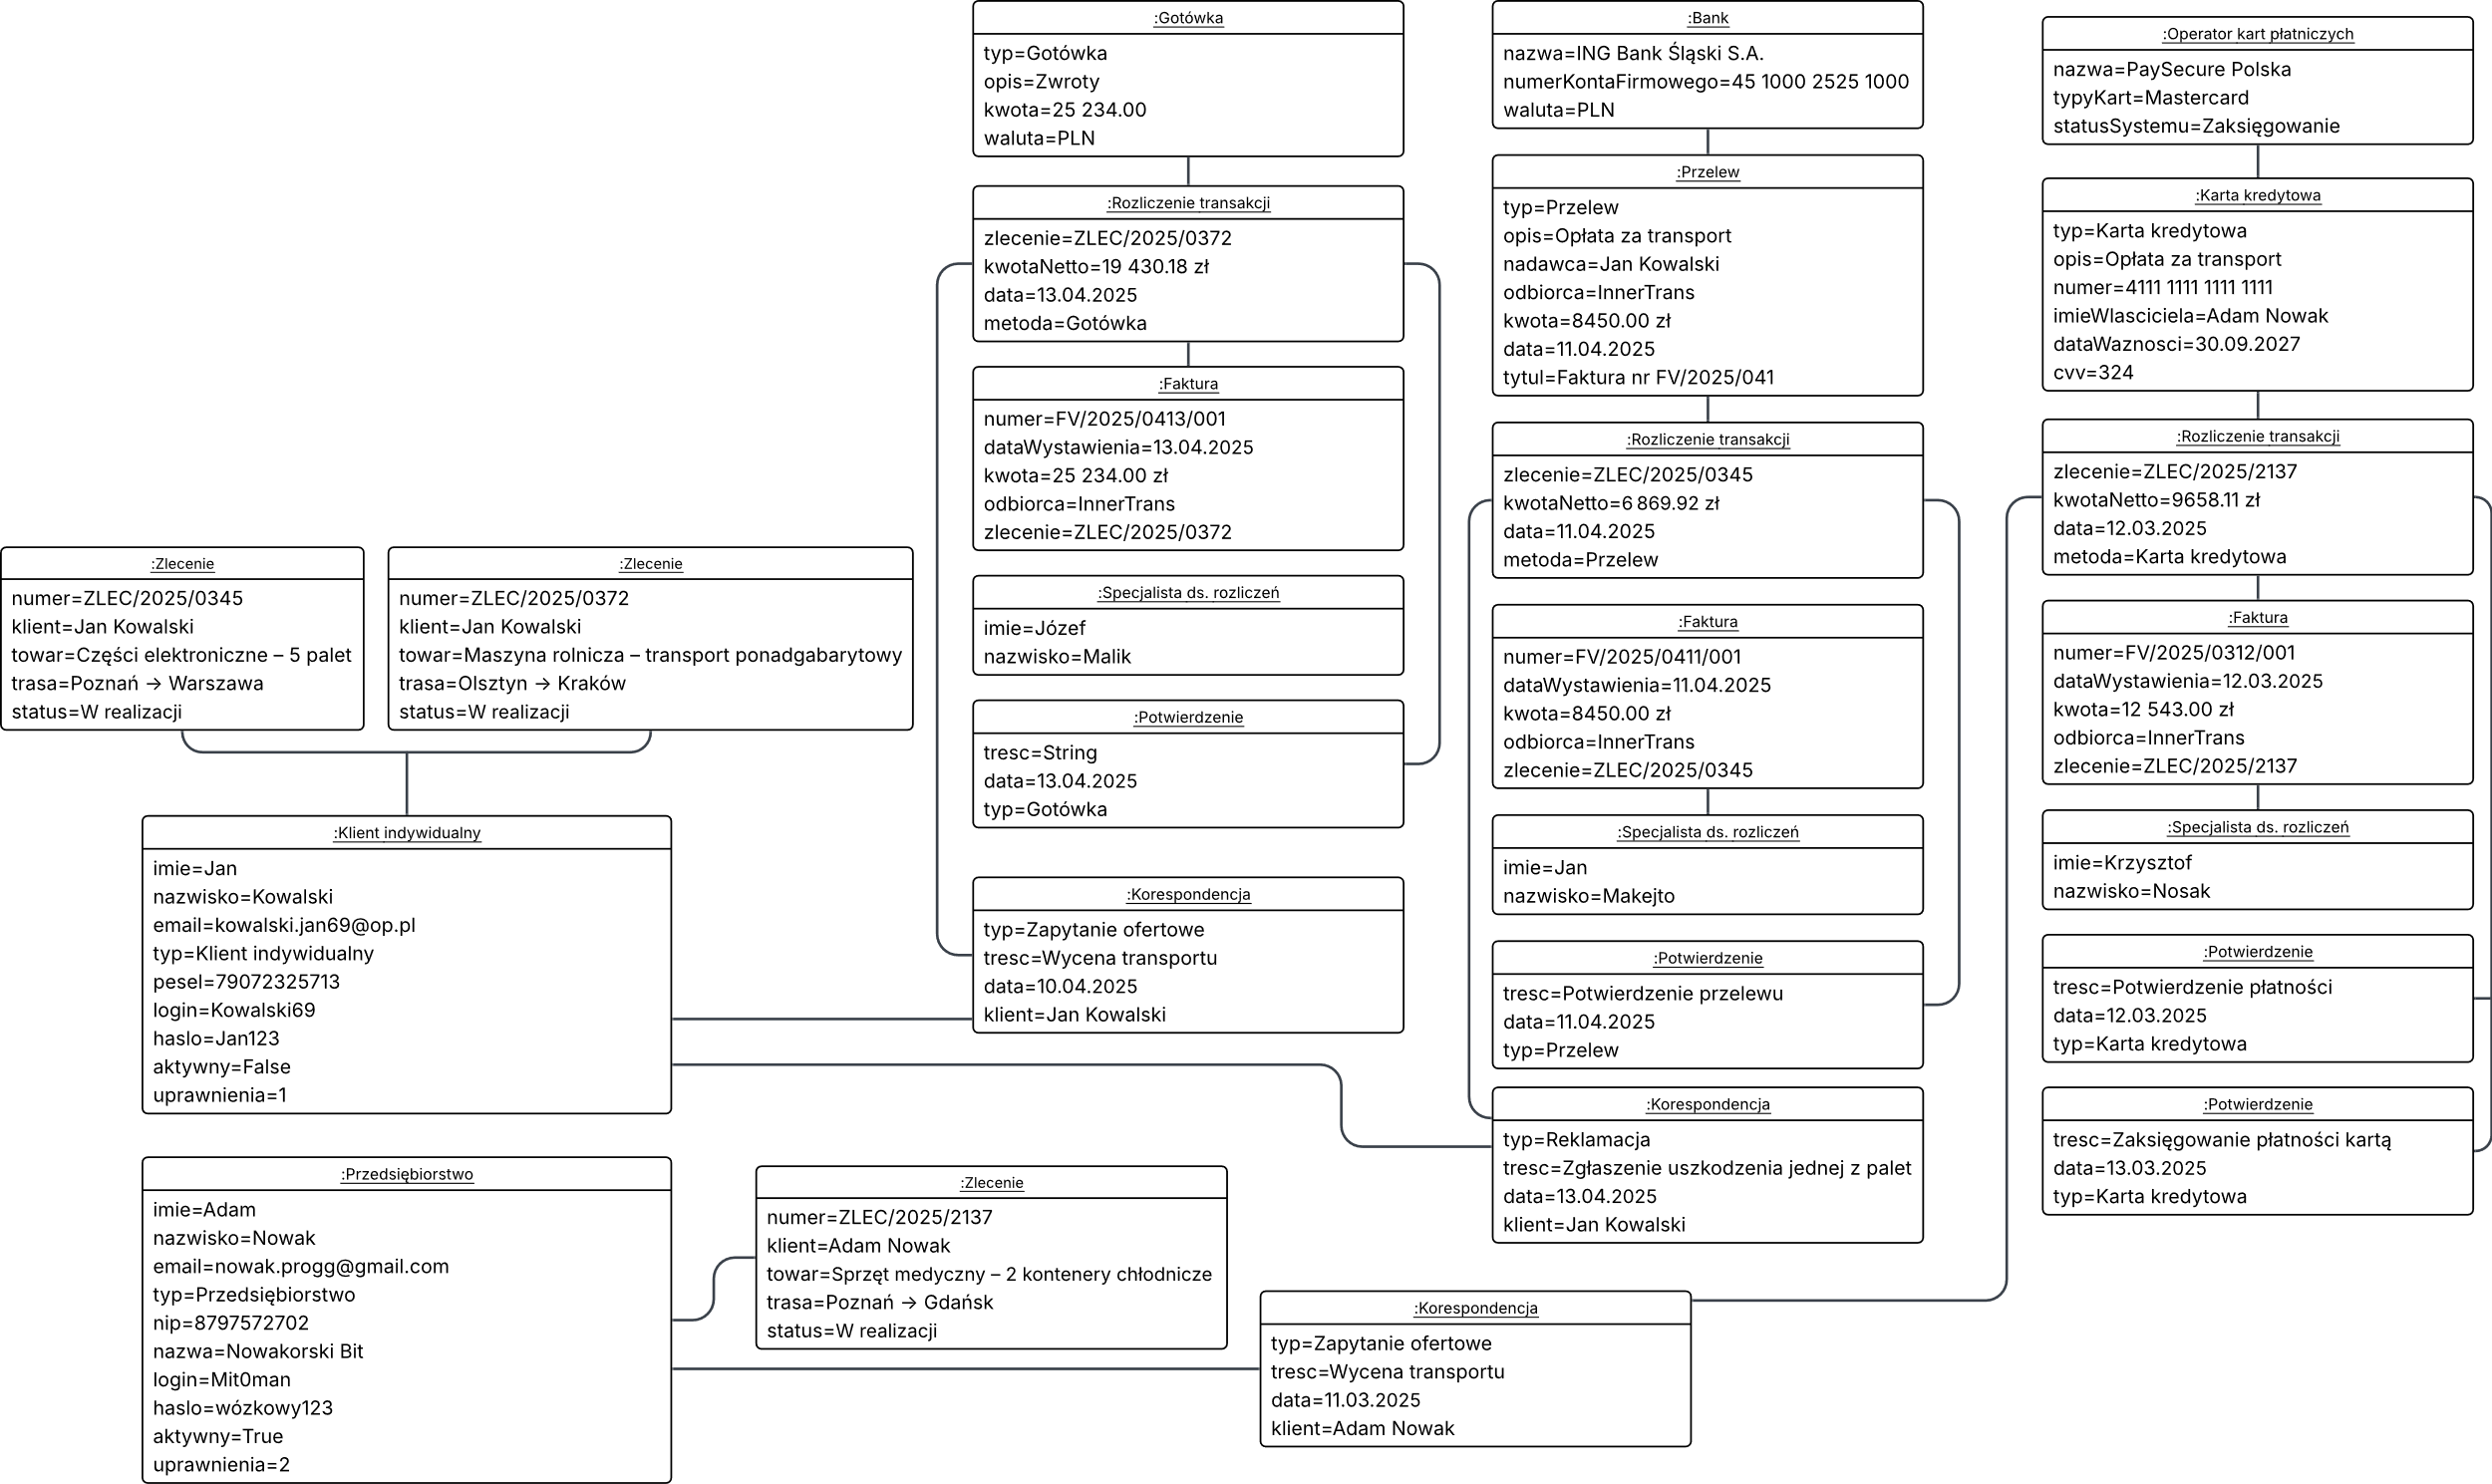 :Gotówka
typ=Gotówka
opis=Zwroty
kwota=25 234.00
waluta=PLN
:Rozliczenie transakcji
zlecenie=ZLEC/2025/0372
kwotaNetto=19 430.18 zł
data=13.04.2025
metoda=Gotówka
:Faktura
numer=FV/2025/0413/001
dataWystawienia=13.04.2025
kwota=25 234.00 zł
odbiorca=InnerTrans
zlecenie=ZLEC/2025/0372
:Specjalista ds. rozliczeń
imie=Józef
nazwisko=Malik
:Potwierdzenie
tresc=String
data=13.04.2025
typ=Gotówka
:Korespondencja
typ=Zapytanie ofertowe
tresc=Wycena transportu
data=10.04.2025
klient=Jan Kowalski
:Bank
nazwa=ING Bank Śląski S.A.
numerKontaFirmowego=45 1000 2525 1000
waluta=PLN
:Przelew
typ=Przelew
opis=Opłata za transport
nadawca=Jan Kowalski
odbiorca=InnerTrans
kwota=8450.00 zł
data=11.04.2025
tytul=Faktura nr FV/2025/041
:Rozliczenie transakcji
zlecenie=ZLEC/2025/0345
kwotaNetto=6 869.92 zł
data=11.04.2025
metoda=Przelew
:Faktura
numer=FV/2025/0411/001
dataWystawienia=11.04.2025
kwota=8450.00 zł
odbiorca=InnerTrans
zlecenie=ZLEC/2025/0345
:Specjalista ds. rozliczeń
imie=Jan
nazwisko=Makejto
:Potwierdzenie
tresc=Potwierdzenie przelewu
data=11.04.2025
typ=Przelew
:Korespondencja
typ=Reklamacja
tresc=Zgłaszenie uszkodzenia jednej z palet
data=13.04.2025
klient=Jan Kowalski
:Operator kart płatniczych
nazwa=PaySecure Polska
typyKart=Mastercard
statusSystemu=Zaksięgowanie
:Karta kredytowa
typ=Karta kredytowa
opis=Opłata za transport
numer=4111 1111 1111 1111
imieWlasciciela=Adam Nowak
dataWaznosci=30.09.2027
cvv=324
:Rozliczenie transakcji
zlecenie=ZLEC/2025/2137
kwotaNetto=9658.11 zł
data=12.03.2025
metoda=Karta kredytowa
:Faktura
numer=FV/2025/0312/001
dataWystawienia=12.03.2025
kwota=12 543.00 zł
odbiorca=InnerTrans
zlecenie=ZLEC/2025/2137
:Specjalista ds. rozliczeń
imie=Krzysztof
nazwisko=Nosak
:Potwierdzenie
tresc=Potwierdzenie płatności
data=12.03.2025
typ=Karta kredytowa
:Potwierdzenie
tresc=Zaksięgowanie płatności kartą
data=13.03.2025
typ=Karta kredytowa
:Zlecenie
numer=ZLEC/2025/0345
klient=Jan Kowalski
towar=Części elektroniczne – 5 palet
trasa=Poznań → Warszawa
status=W realizacji
:Zlecenie
numer=ZLEC/2025/0372
klient=Jan Kowalski
towar=Maszyna rolnicza – transport ponadgabarytowy
trasa=Olsztyn → Kraków
status=W realizacji
:Klient indywidualny
imie=Jan
nazwisko=Kowalski
email=kowalski.jan69@op.pl
typ=Klient indywidualny
pesel=79072325713
login=Kowalski69
haslo=Jan123
aktywny=False
uprawnienia=1
:Przedsiębiorstwo
imie=Adam
nazwisko=Nowak
email=nowak.progg@gmail.com
typ=Przedsiębiorstwo
nip=8797572702
nazwa=Nowakorski Bit
login=Mit0man
haslo=wózkowy123
aktywny=True
uprawnienia=2
:Zlecenie
numer=ZLEC/2025/2137
klient=Adam Nowak
towar=Sprzęt medyczny – 2 kontenery chłodnicze
trasa=Poznań → Gdańsk
status=W realizacji
:Korespondencja
typ=Zapytanie ofertowe
tresc=Wycena transportu
data=11.03.2025
klient=Adam Nowak